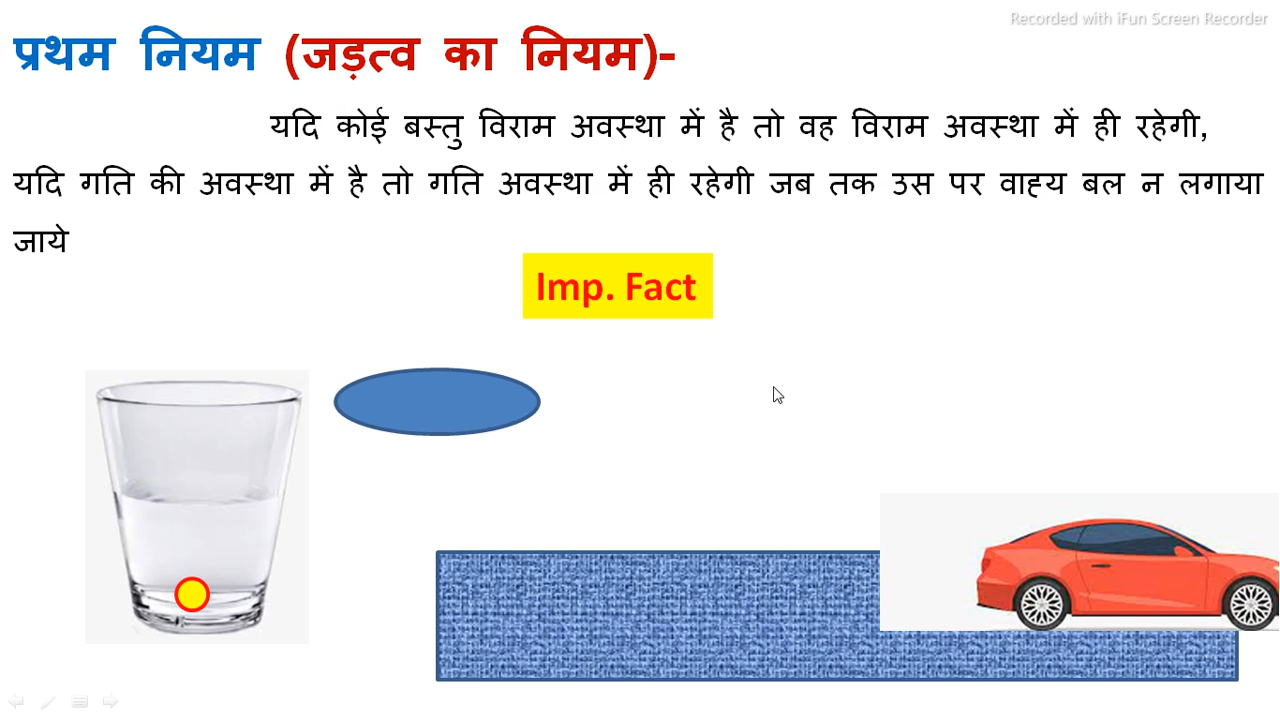 Recorded with iFun Screen Recorder
प्रथम नियम (जड़त्व का नियम)-
यदि कोई बस्तु विराम अवस्था में है तो वह विराम अवस्था में ही रहेगी,
यदि गति की अवस्था में है तो गति अवस्था में ही रहेगी जब तक उस पर वाह्य बल न लगाया
जाये
Imp. Fact